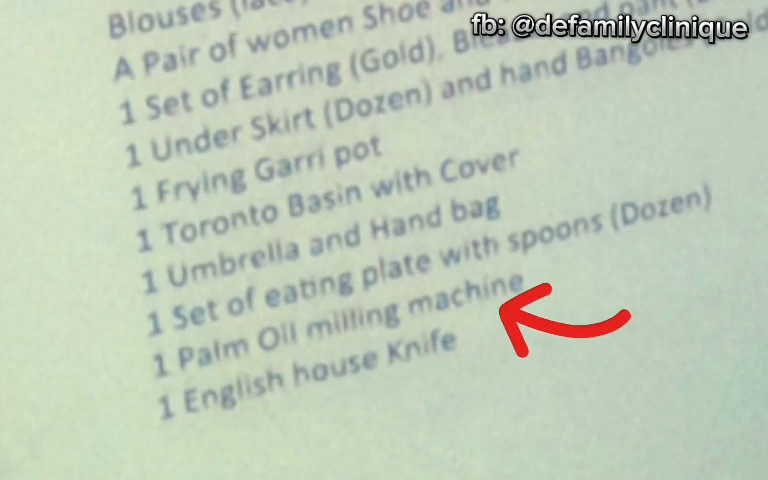 fb: @defamilyclinique
Blouses
A Pair of women Shoe
1 Set of Earring (Gold),
1 Under Skirt (Dozen) and hand Bangoles
1 Frying Garri pot
1 Toronto Basin with Cover
1 Umbrella and Hand bag
1 Set of eating plate with spoons (Dozen)
1 Palm Oil milling machine
1 English house Knife